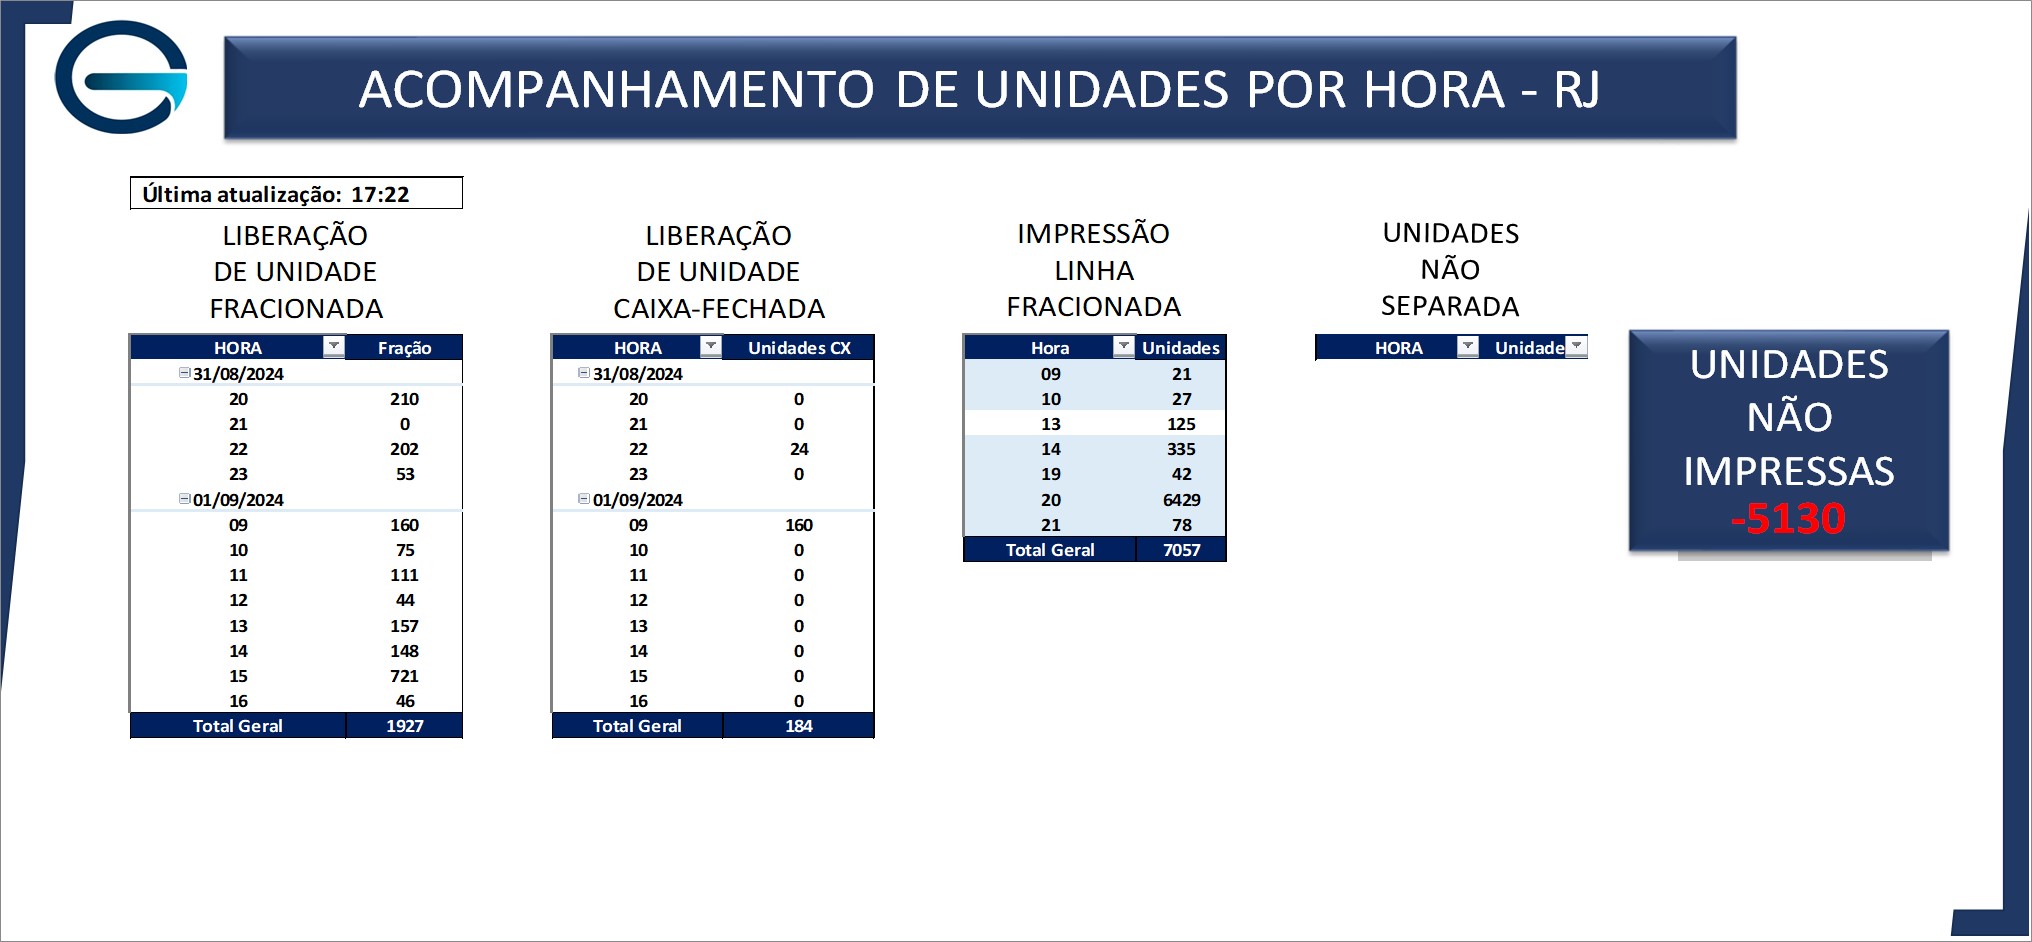 ACOMPANHAMENTO DE UNIDADES POR HORA - RJ
Última atualização: 17:22
LIBERAÇÃO
DE UNIDADE
FRACIONADA
HORA Fração
31/08/2024
20 210
21 0
22 202
23 53
01/09/2024
09 160
10 75
11 111
12 44
13 157
14 148
15 721
16 46
Total Geral 1927
LIBERAÇÃO
DE UNIDADE
CAIXA-FECHADA
HORA Unidades CX
31/08/2024
20 0
21 0
22 24
23 0
01/09/2024
09 160
10 0
11 0
12 0
13 0
14 0
15 0
16 0
Total Geral 184
IMPRESSÃO
LINHA
FRACIONADA
Hora Unidades
09 21
10 27
13 125
14 335
19 42
20 6429
21 78
Total Geral 7057
UNIDADES
NÃO
SEPARADA
HORA Unidade
UNIDADES
NÃO
IMPRESSAS
-5130